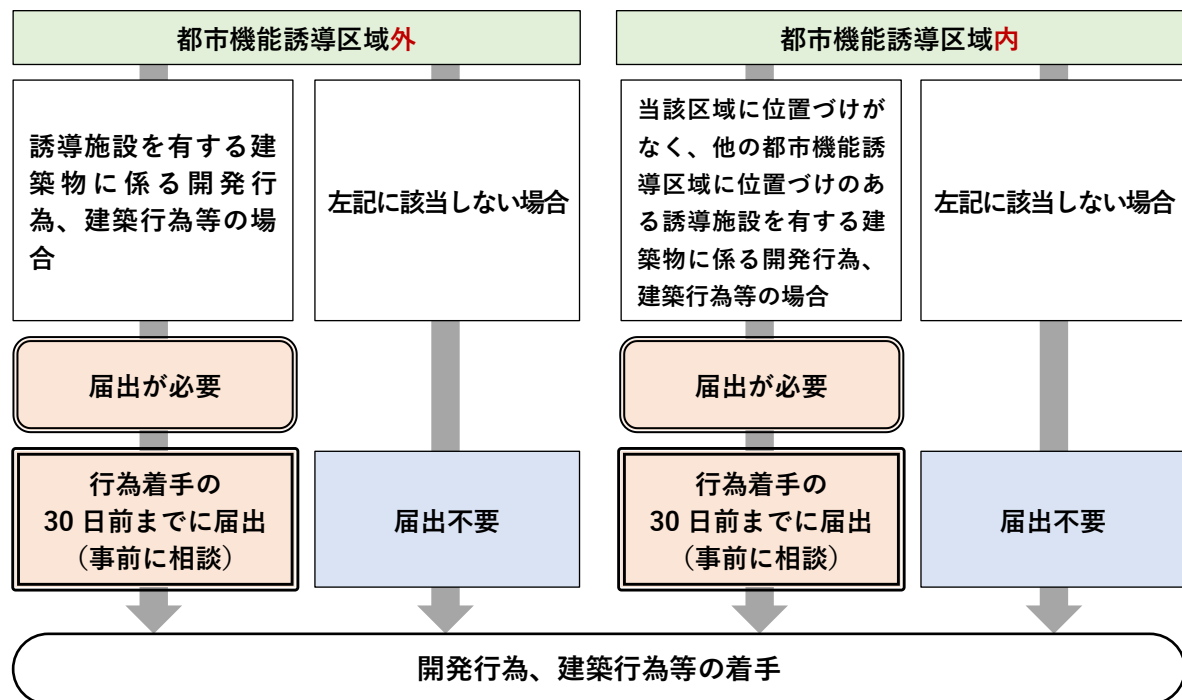 都市機能誘導区域外
誘導施設を有する建
築物に係る開発行
為、建築行為等の場
合
左記に該当しない場合
届出が必要
行為着手の
30 日前までに届出
（事前に相談）
届出不要
都市機能誘導区域内
当該区域に位置づけが
なく、他の都市機能誘
導区域に位置づけのあ
る誘導施設を有する建
築物に係る開発行為、
建築行為等の場合
左記に該当しない場合
届出が必要
行為着手の
30 日前までに届出
（事前に相談）
届出不要
開発行為、建築行為等の着手